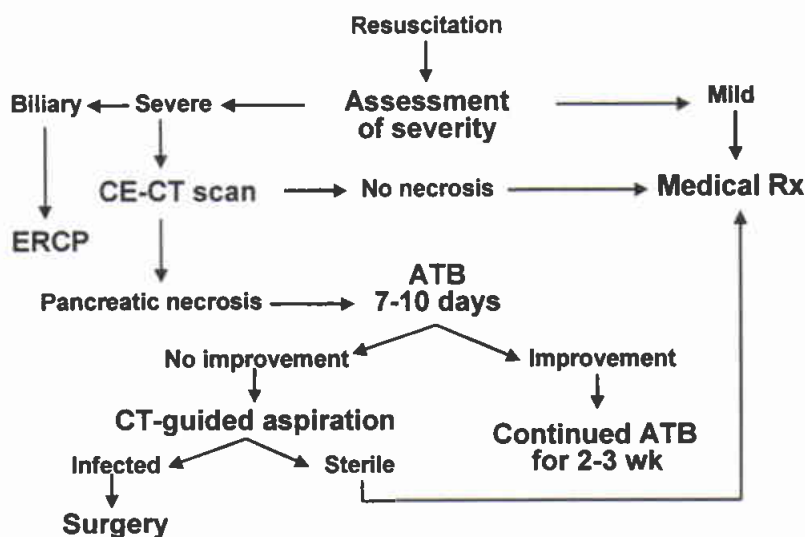 Resuscitation
Biliary
Severe
Assessment
of severity
Mild
CE-CT scan
No necrosis
Medical Rx
ERCP
Pancreatic necrosis
ATB
7-10 days
No improvement
Improvement
CT-guided aspiration
Continued ATB
for 2-3 wk
Infected
Sterile
Surgery